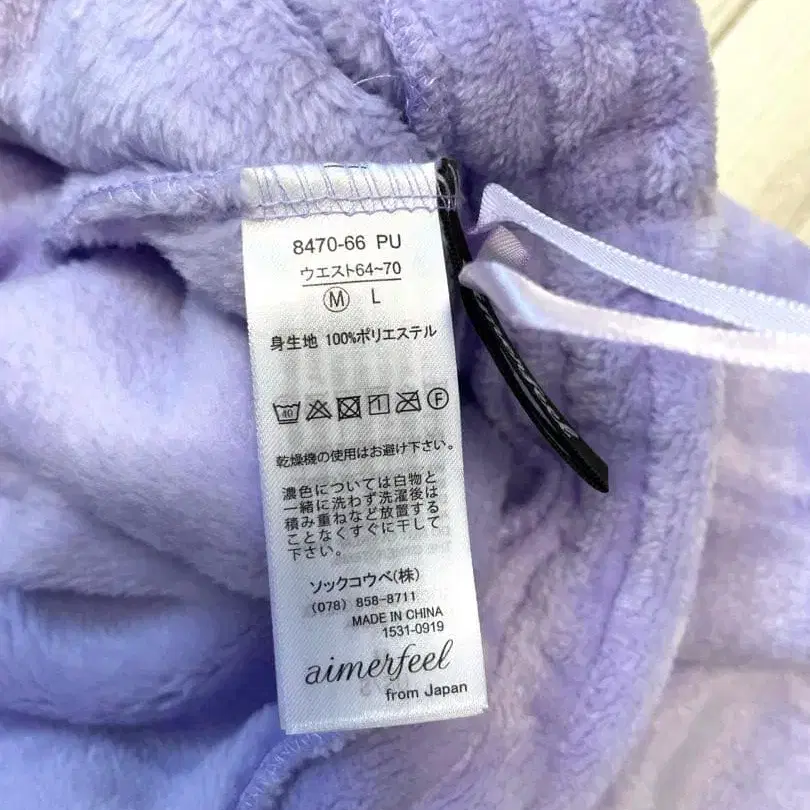 8470-66 PU
ウエスト64~70
Ⓜ L
身生地 100%ポリエステル
40 1 F
乾燥機の使用はお避け下さい。
濃色については白物と
一緒に洗わず洗濯後は
積み重ねなど放置する
ことなくすぐに干して
下さい。
ソックコウベ(株)
(078) 858-8711
MADE IN CHINA
1531-0919
aimerfeel
from Japan